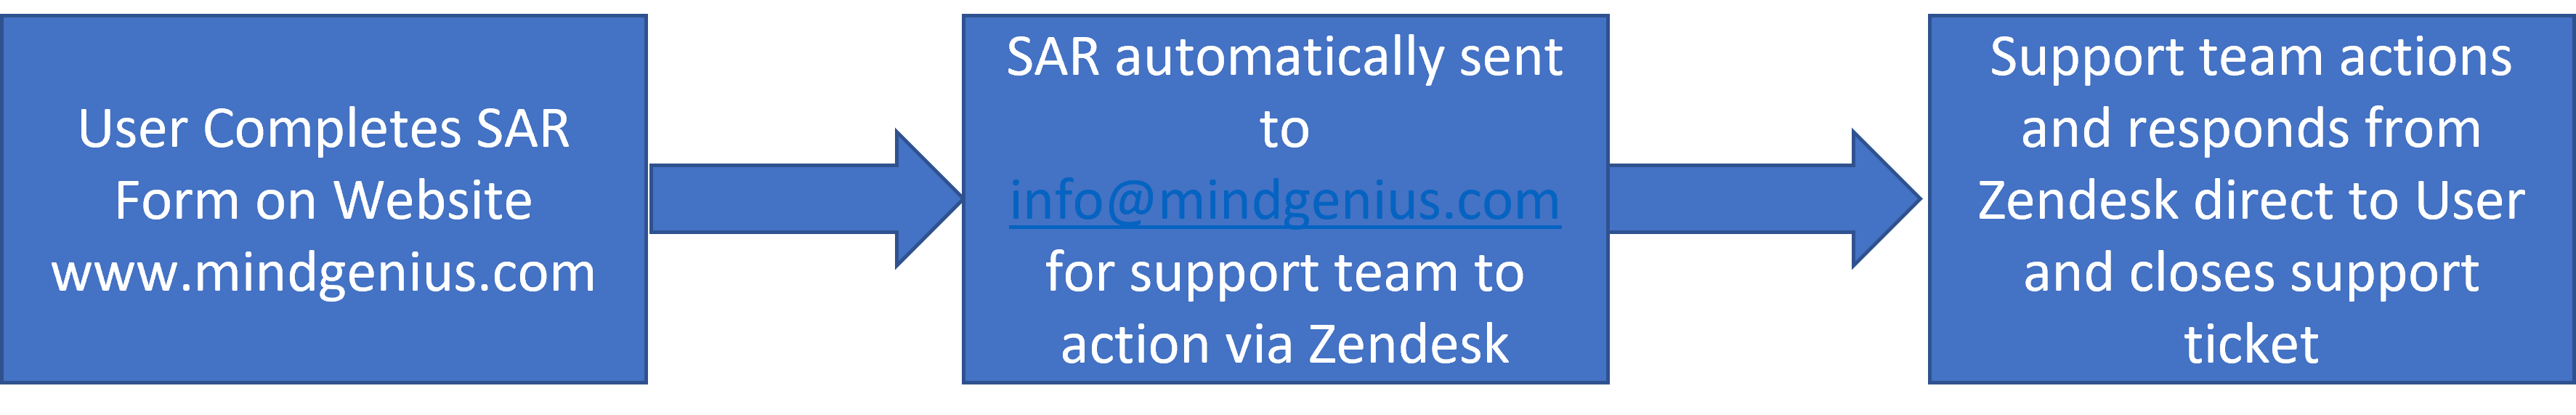 User Completes SAR
Form on Website
www.mindgenius.com
SAR automatically sent
to
info@mindgenius.com
for support team to
action via Zendesk
Support team actions
and responds from
Zendesk direct to User
and closes support
ticket